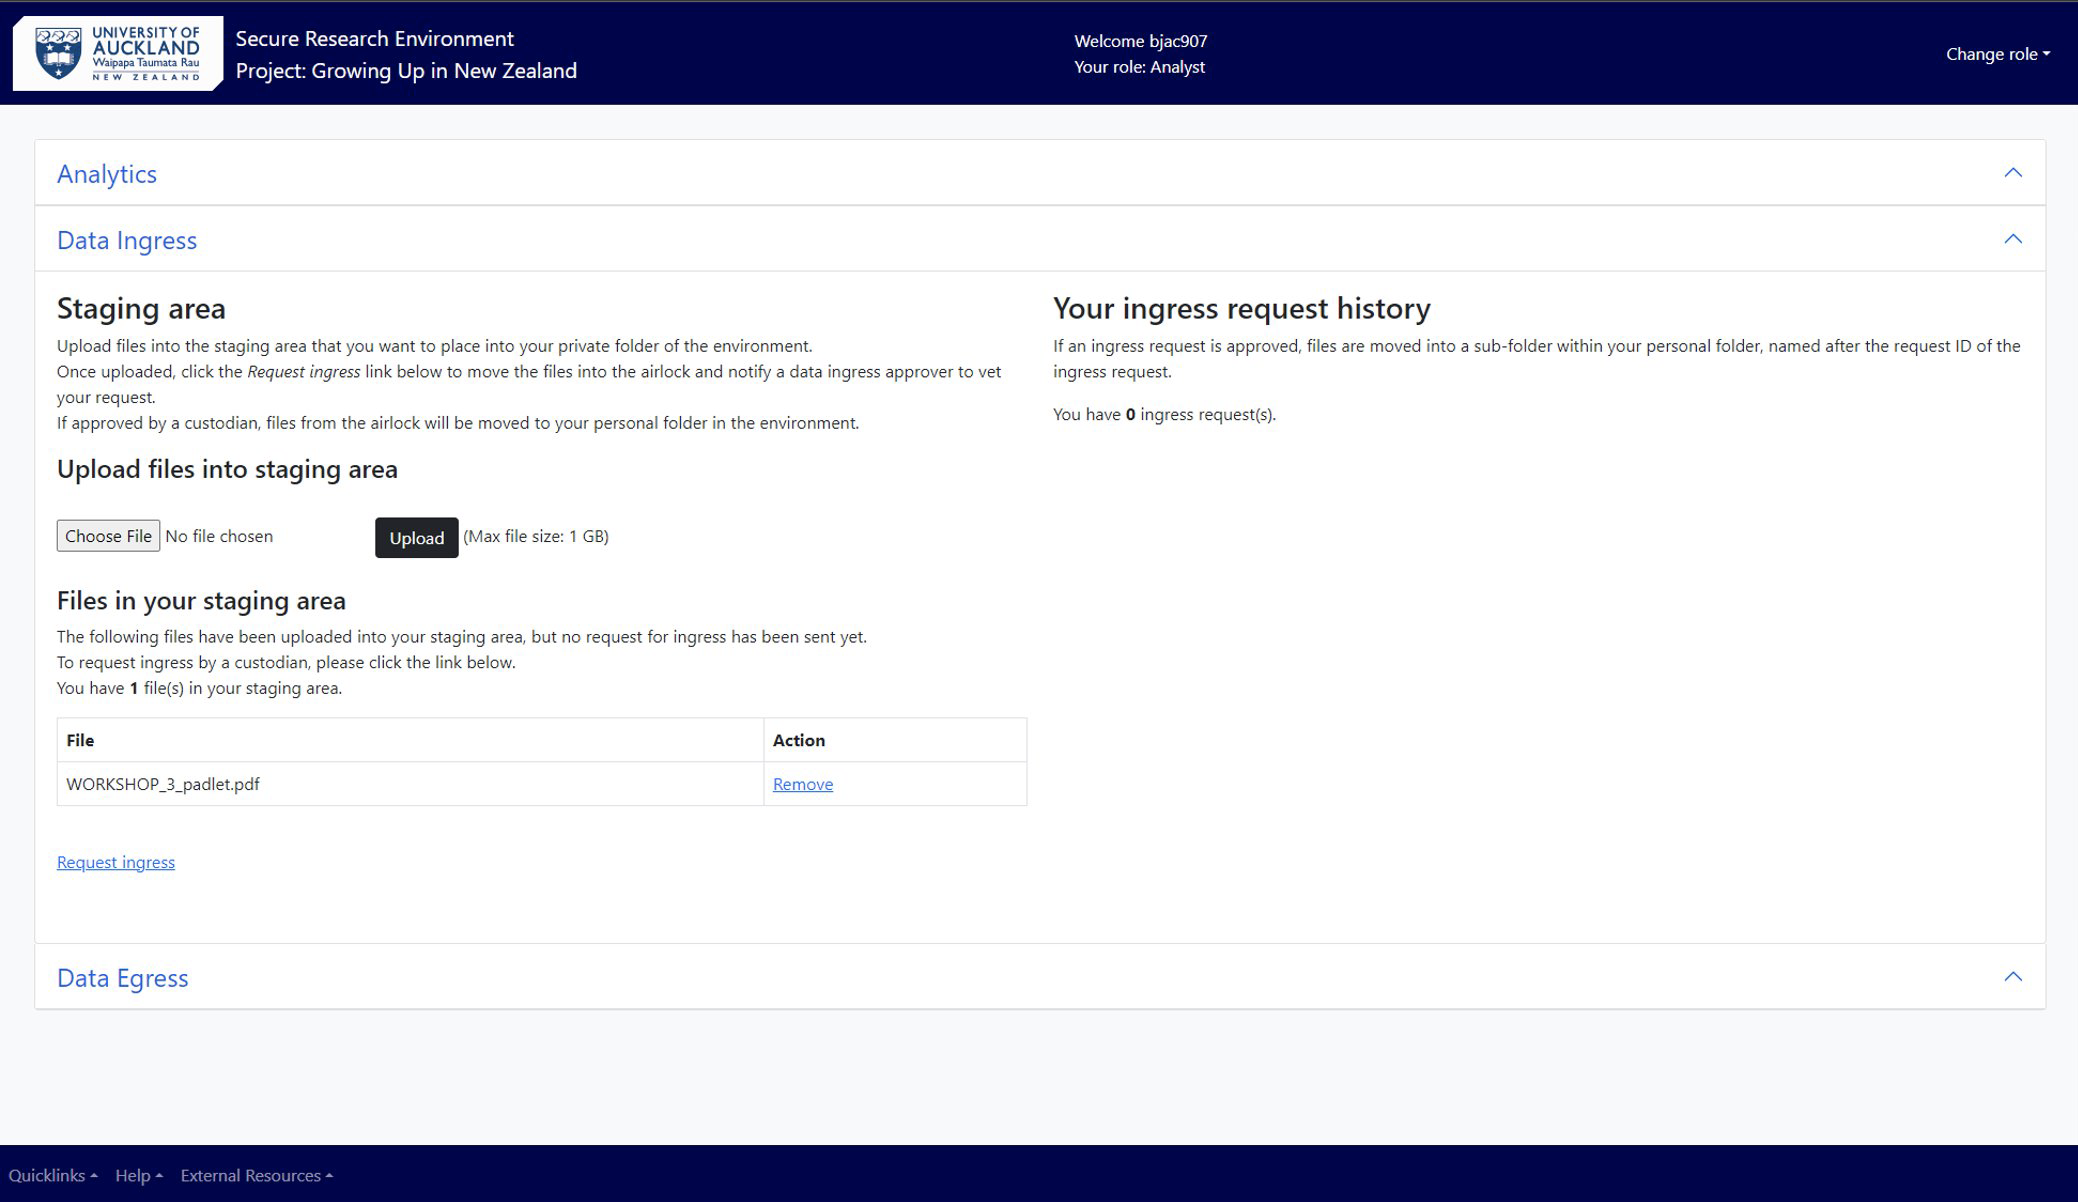 UNIVERSITY OF
AUCKLAND
Waipapa Taumata Rau
NEW ZEALAND
Secure Research Environment
Project: Growing Up in New Zealand
Welcome bjac907
Your role: Analyst
Change role
Analytics
Data Ingress
Staging area
Upload files into the staging area that you want to place into your private folder of the environment.
Once uploaded, click the Request ingress link below to move the files into the airlock and notify a data ingress approver to vet
your request.
If approved by a custodian, files from the airlock will be moved to your personal folder in the environment.
Upload files into staging area
Choose File No file chosen Upload (Max file size: 1 GB)
Files in your staging area
The following files have been uploaded into your staging area, but no request for ingress has been sent yet.
To request ingress by a custodian, please click the link below.
You have 1 file(s) in your staging area.
File Action
WORKSHOP_3_padlet.pdf Remove
Request ingress
Your ingress request history
If an ingress request is approved, files are moved into a sub-folder within your personal folder, named after the request ID of the
ingress request.
You have 0 ingress request(s).
Data Egress
Quicklinks Help External Resources